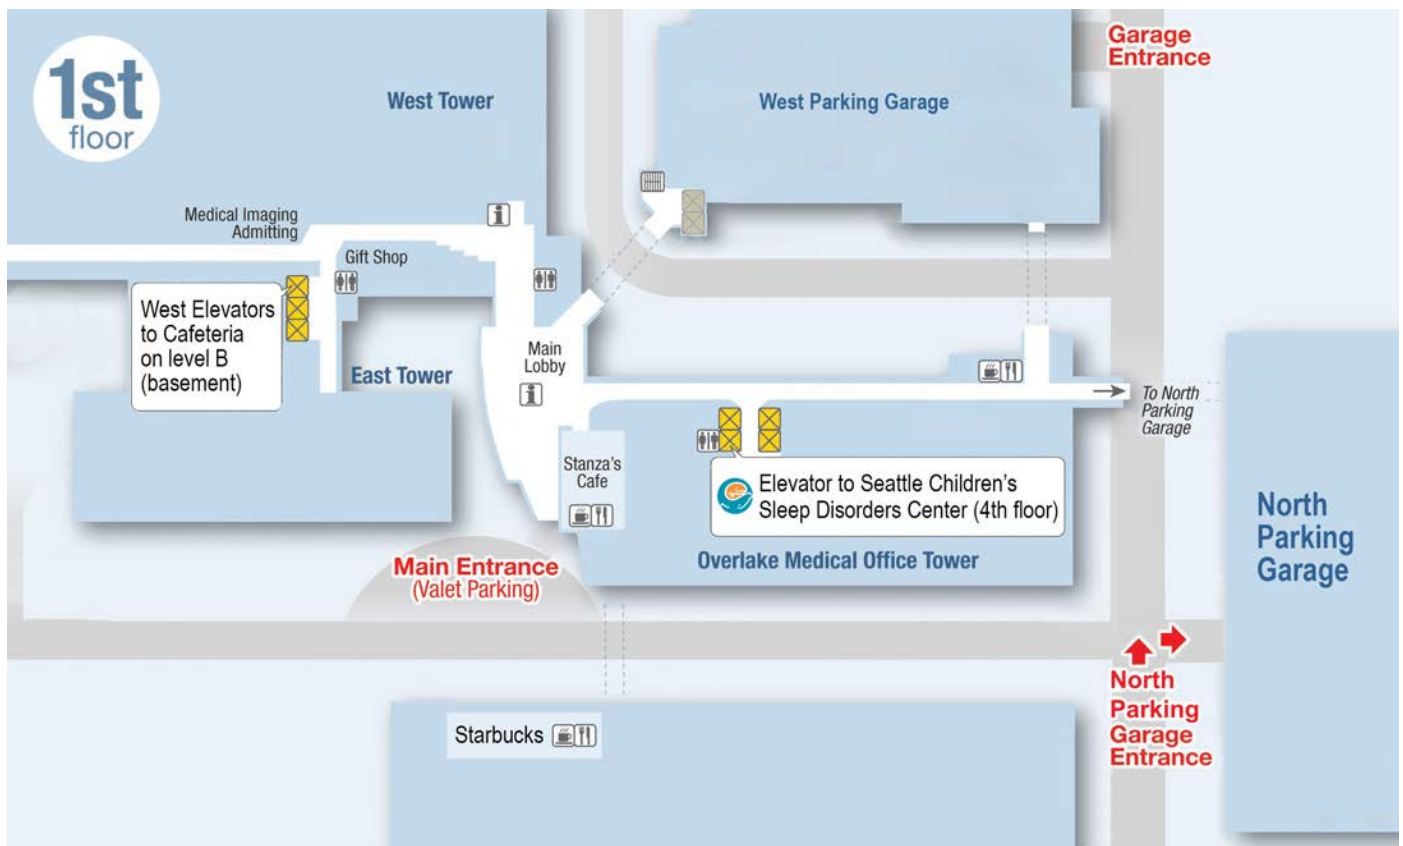 1st
floor
West Tower
West Parking Garage
Garage
Entrance
Medical Imaging
Admitting
Gift Shop
West Elevators
to Cafeteria
on level B
(basement)
East Tower
Main
Lobby
To North
Parking
Garage
Stanza's
Cafe
Elevator to Seattle Children's
Sleep Disorders Center (4th floor)
Overlake Medical Office Tower
North
Parking
Garage
Main Entrance
(Valet Parking)
North
Parking
Garage
Entrance
Starbucks